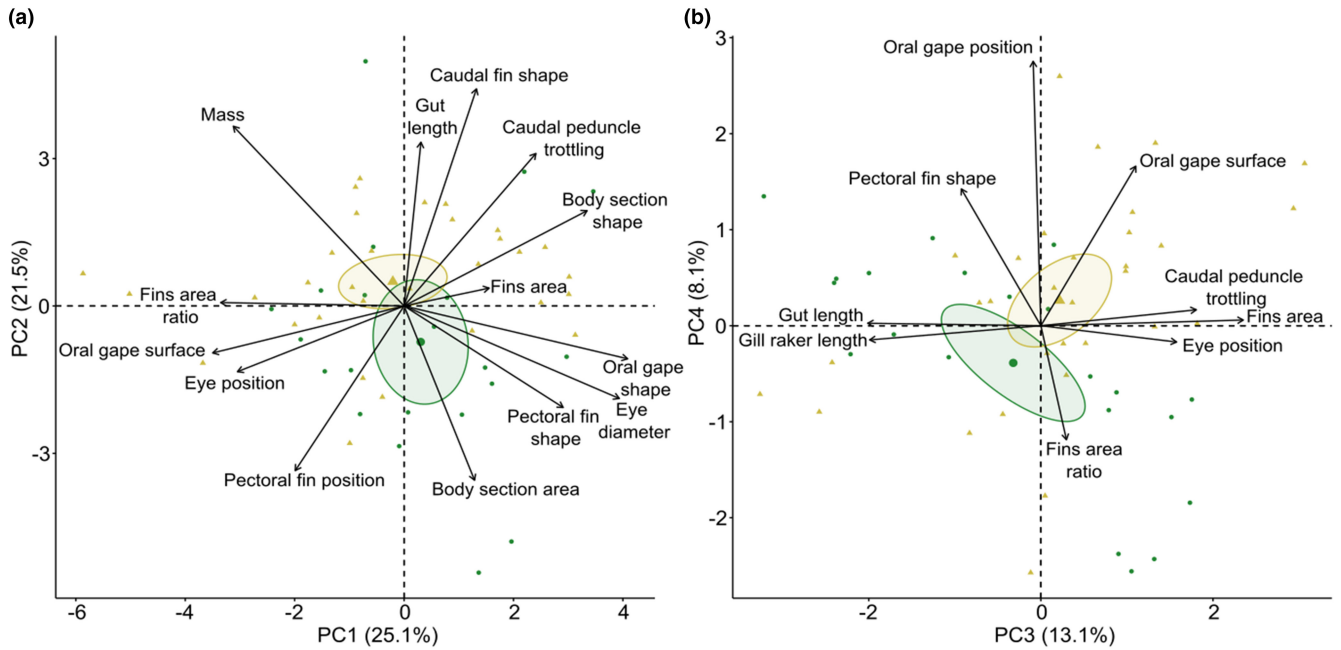 (a)
Caudal fin shape
Gut
length
Mass
Caudal peduncle
trottling
Body section
shape
3
Fins area
Fins area
ratio
0
Oral gape surface
Eye position
Oral gape
shape
Eye
diameter
Pectoral fin
shape
-3
Pectoral fin position
Body section area
PC2 (21.5%)
-6
-4
-2
0
2
4
PC1 (25.1%)
(b)
3
Oral gape position
2
Oral gape surface
Pectoral fin shape
1
Caudal peduncle
trottling
Gut length
Fins area
0
Gill raker length
Eye position
-1
Fins area
ratio
-2
PC4 (8.1%)
-2
0
2
PC3 (13.1%)